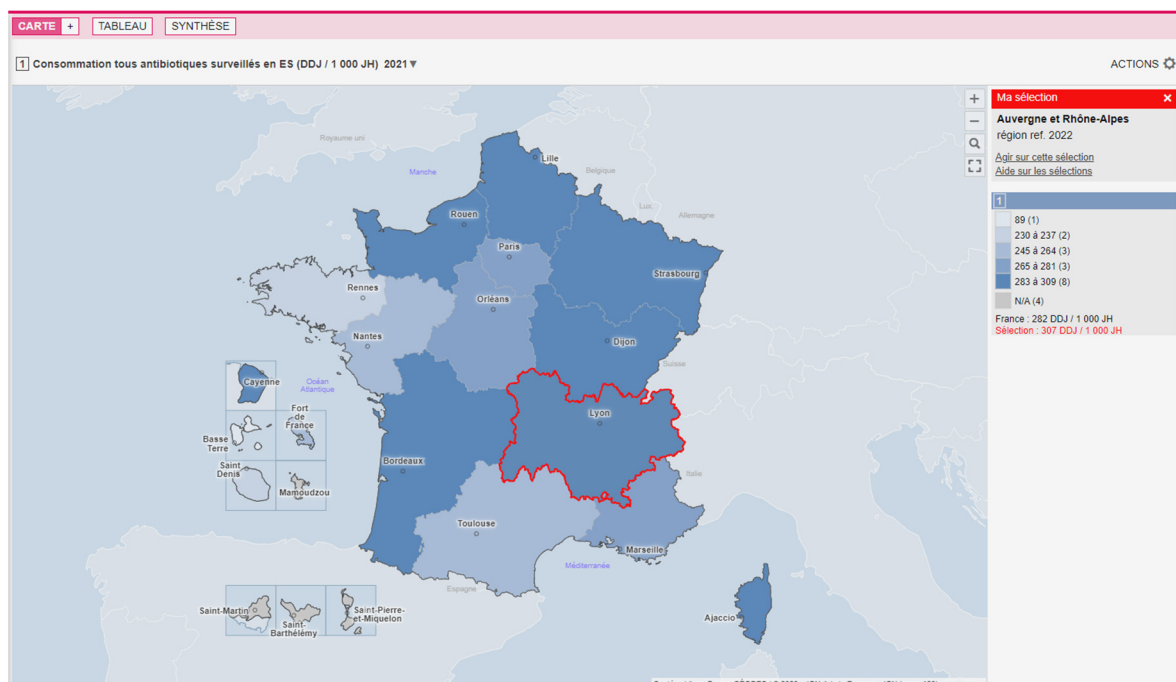 CARTE + TABLEAU SYNTHÈSE
1 Consommation tous antibiotiques surveillés en ES (DDJ / 1 000 JH) 2021 ▼
ACTIONS
+
−
Ma sélection ×
Auvergne et Rhône-Alpes
région ref. 2022
Agir sur cette sélection
Aide sur les sélections
1
89 (1)
230 à 237 (2)
245 à 264 (3)
265 à 281 (3)
283 à 309 (8)
N/A (4)
France : 282 DDJ / 1 000 JH
Sélection : 307 DDJ / 1 000 JH
Royaume uni
Lille
Manche
Belgique
Lux
Allemagne
Rouen
Paris
Strasbourg
Rennes
Orléans
Nantes
Dijon
Suisse
Océan
Atlantique
Cayenne
Fort
de
France
Basse
Terre
Lyon
Bordeaux
Saint
Denis
Mamoudzou
Italie
Toulouse
Marseille
Méditerranée
Espagne
Saint-Martin
Saint-
Barthélémy
Saint-Pierre-
et-Miquelon
Ajaccio